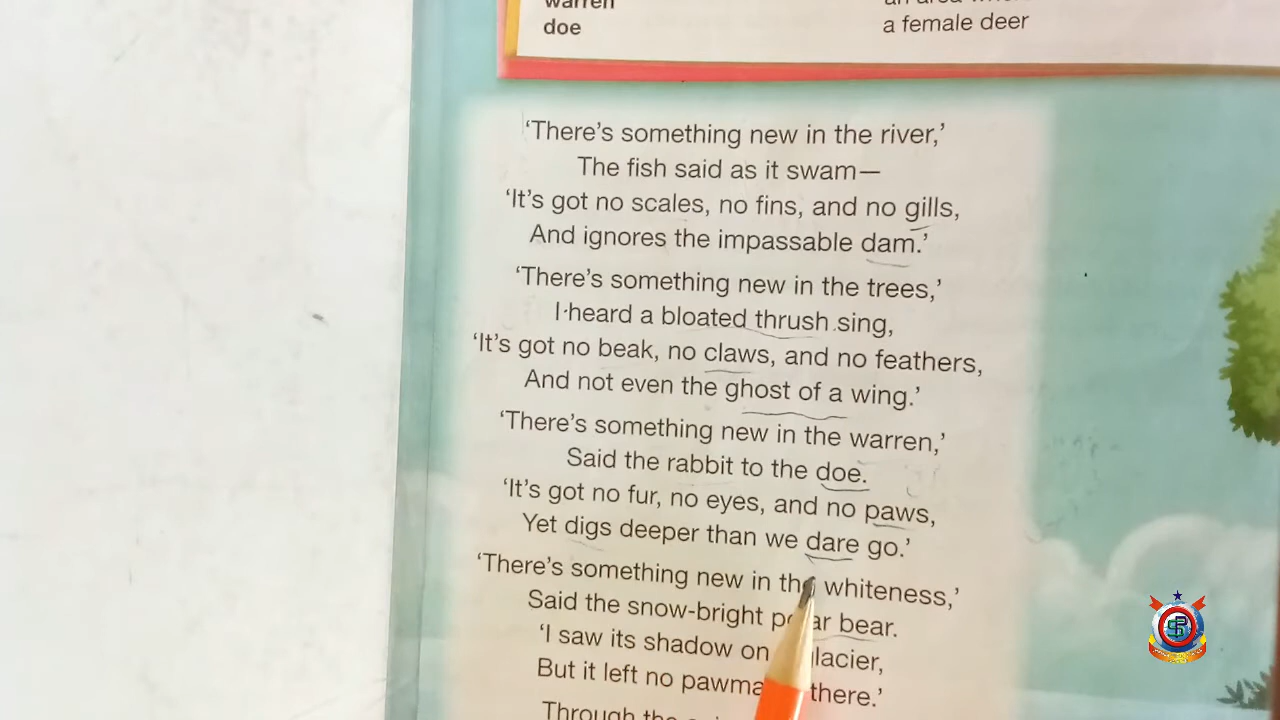 warren
doe a female deer
‘There’s something new in the river,’
The fish said as it swam—
‘It’s got no scales, no fins, and no gills,
And ignores the impassable dam.’
‘There’s something new in the trees,’
I heard a bloated thrush sing,
‘It’s got no beak, no claws, and no feathers,
And not even the ghost of a wing.’
‘There’s something new in the warren,’
Said the rabbit to the doe.
‘It’s got no fur, no eyes, and no paws,
Yet digs deeper than we dare go.’
‘There’s something new in the whiteness,’
Said the snow-bright polar bear.
‘I saw its shadow on glacier,
But it left no there.’
Through the